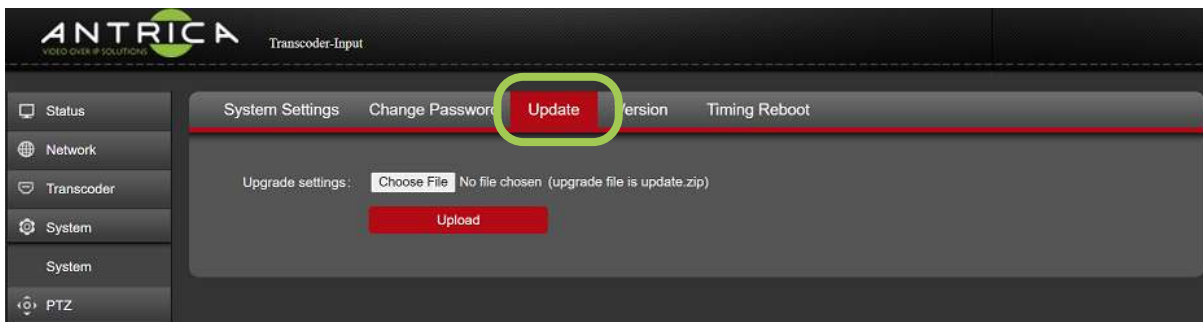 ANTRICA
VIDEO OVER IP SOLUTIONS
Transcoder-Input
Status
Network
Transcoder
System
System
PTZ
System Settings Change Password Update Version Timing Reboot
Upgrade settings: Choose File No file chosen (upgrade file is update.zip)
Upload